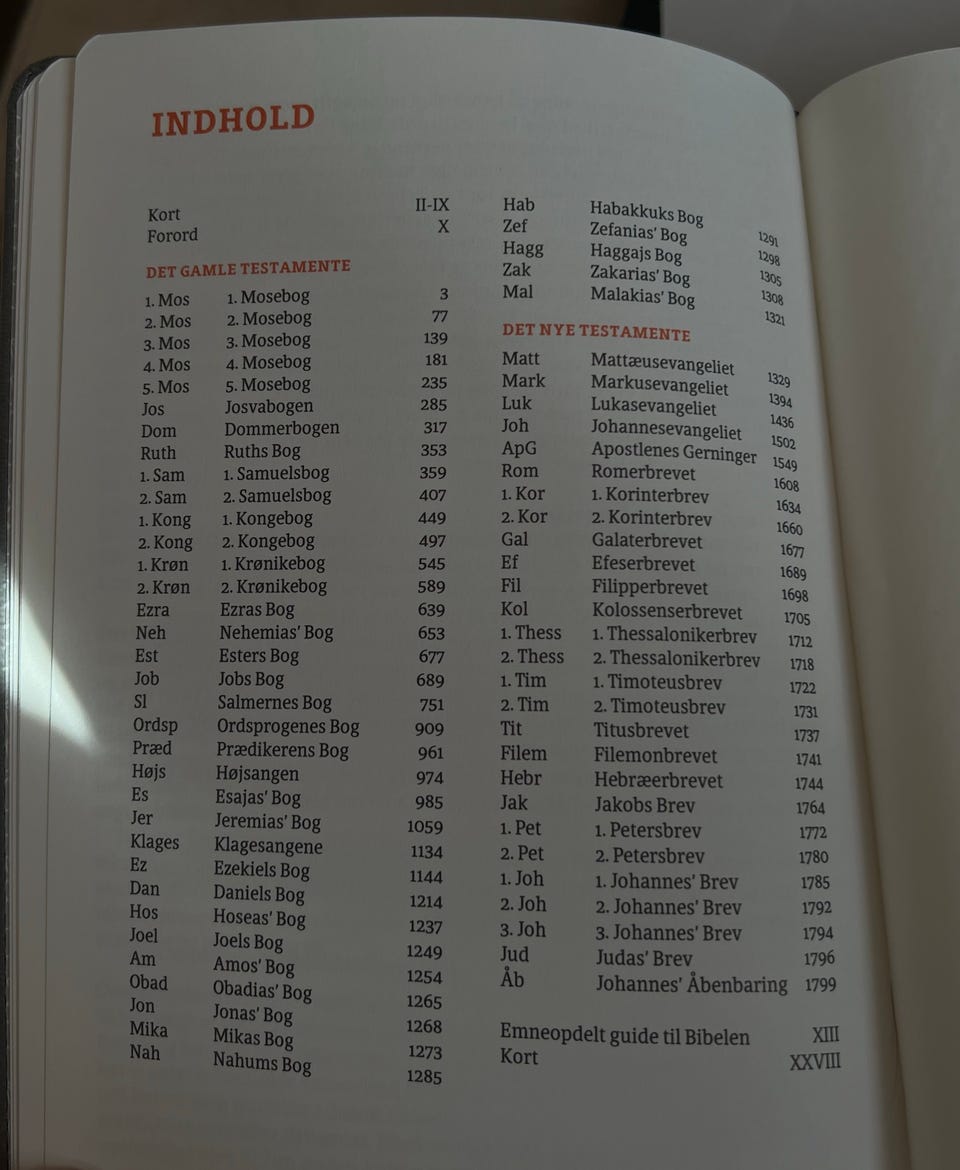 INDHOLD
Kort II-IX
Forord X
DET GAMLE TESTAMENTE
1. Mos 1. Mosebog 3
2. Mos 2. Mosebog 77
3. Mos 3. Mosebog 139
4. Mos 4. Mosebog 181
5. Mos 5. Mosebog 235
Jos Josvabogen 285
Dom Dommerbogen 317
Ruth Ruths Bog 353
1. Sam 1. Samuelsbog 359
2. Sam 2. Samuelsbog 407
1. Kong 1. Kongebog 449
2. Kong 2. Kongebog 497
1. Krøn 1. Krønikebog 545
2. Krøn 2. Krønikebog 589
Ezra Ezras Bog 639
Neh Nehemias' Bog 653
Est Esters Bog 677
Job Jobs Bog 689
Sl Salmernes Bog 751
Ordsp Ordsprogenes Bog 909
Præd Prædikerens Bog 961
Højs Højsangen 974
Es Esajas' Bog 985
Jer Jeremias' Bog 1059
Klages Klagesangene 1134
Ez Ezekiels Bog 1144
Dan Daniels Bog 1214
Hos Hoseas' Bog 1237
Joel Joels Bog 1249
Am Amos' Bog 1254
Obad Obadias' Bog 1265
Jon Jonas' Bog 1268
Mika Mikas Bog 1273
Nah Nahums Bog 1285
Hab Habakkuks Bog 1291
Zef Zefanias' Bog 1298
Hagg Haggajs Bog 1305
Zak Zakarias' Bog 1308
Mal Malakias' Bog 1321
DET NYE TESTAMENTE
Matt Mattæusevangeliet 1329
Mark Markusevangeliet 1394
Luk Lukasevangeliet 1436
Joh Johannesevangeliet 1502
ApG Apostlenes Gerninger 1549
Rom Romerbrevet 1608
1. Kor 1. Korinterbrev 1634
2. Kor 2. Korinterbrev 1660
Gal Galaterbrevet 1677
Ef Efeserbrevet 1689
Fil Filipperbrevet 1698
Kol Kolossenserbrevet 1705
1. Thess 1. Thessalonikerbrev 1712
2. Thess 2. Thessalonikerbrev 1718
1. Tim 1. Timoteusbrev 1722
2. Tim 2. Timoteusbrev 1731
Tit Titusbrevet 1737
Filem Filemonbrevet 1741
Hebr Hebræerbrevet 1744
Jak Jakobs Brev 1764
1. Pet 1. Petersbrev 1772
2. Pet 2. Petersbrev 1780
1. Joh 1. Johannes' Brev 1785
2. Joh 2. Johannes' Brev 1792
3. Joh 3. Johannes' Brev 1794
Jud Judas' Brev 1796
Åb Johannes' Åbenbaring 1799
Emneopdelt guide til Bibelen XIII
Kort XXVIII